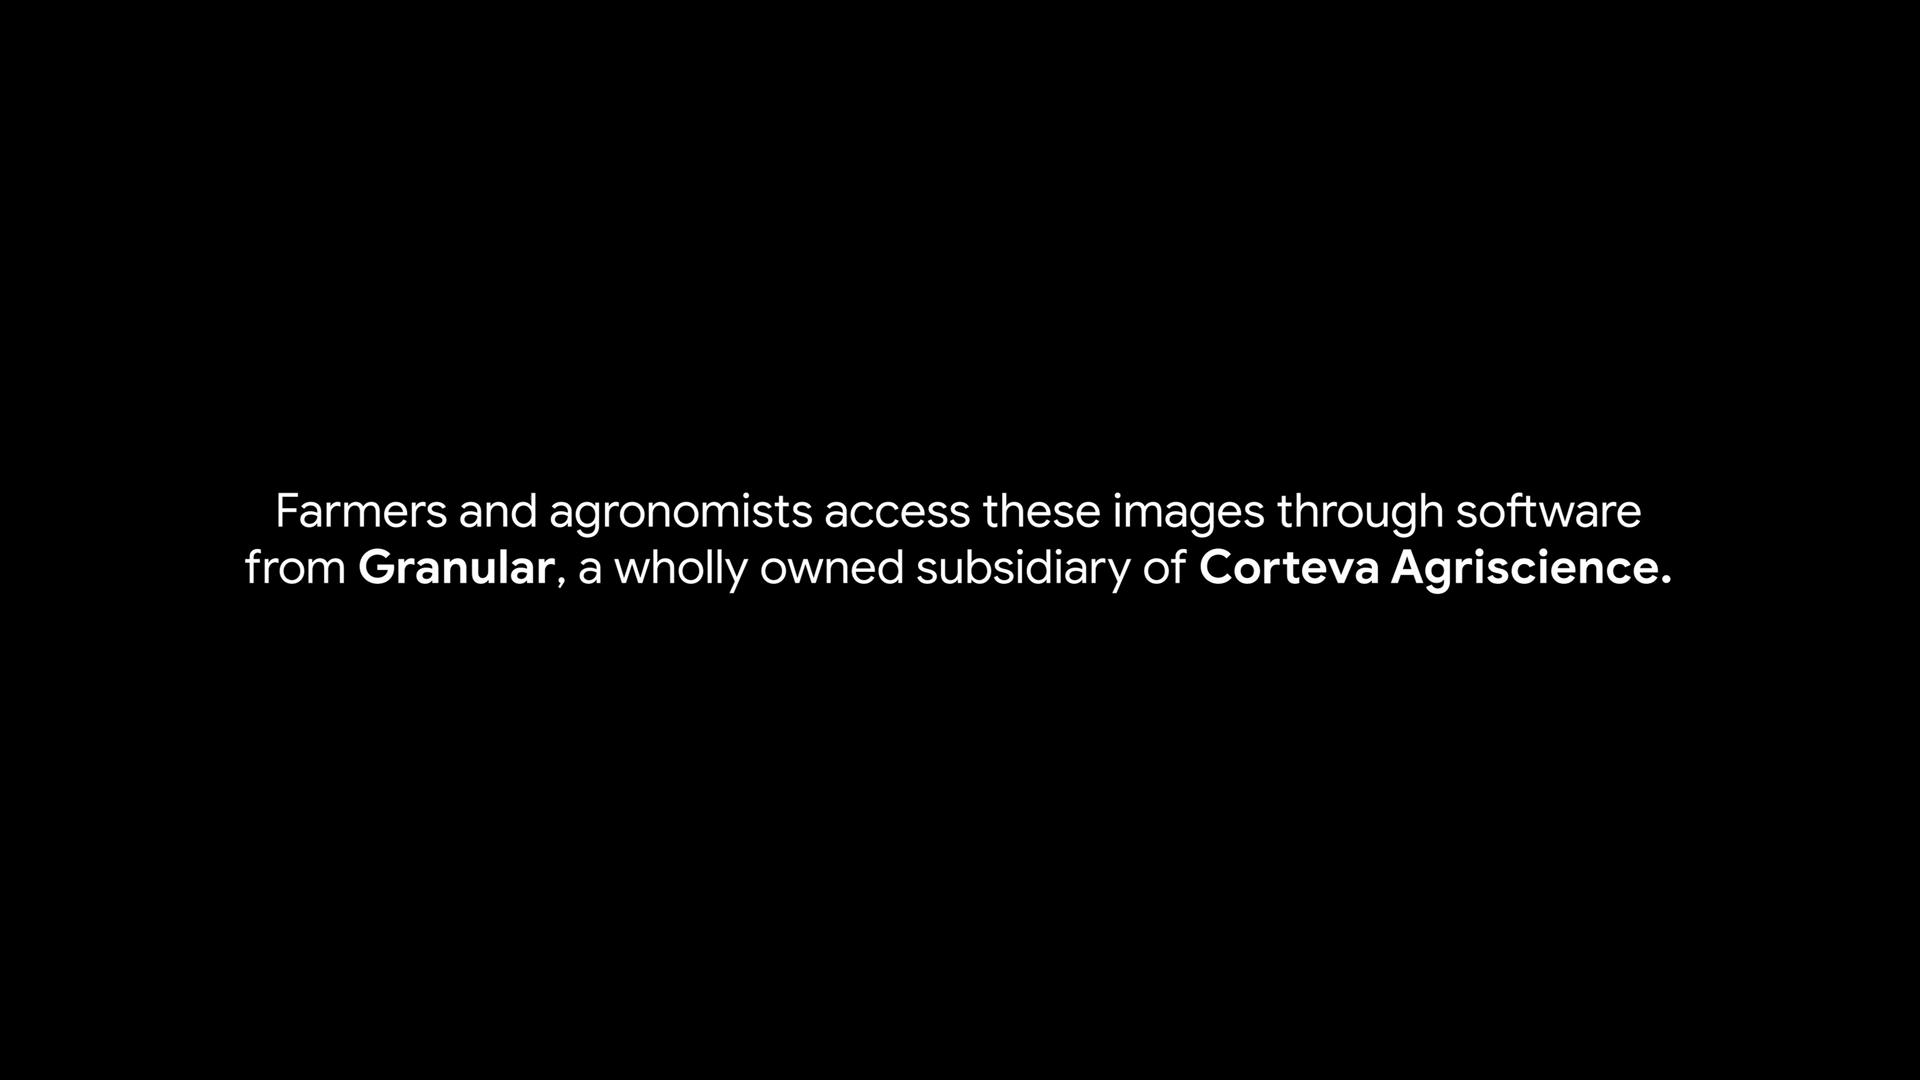 Farmers and agronomists access these images through software
from Granular, a wholly owned subsidiary of Corteva Agriscience.